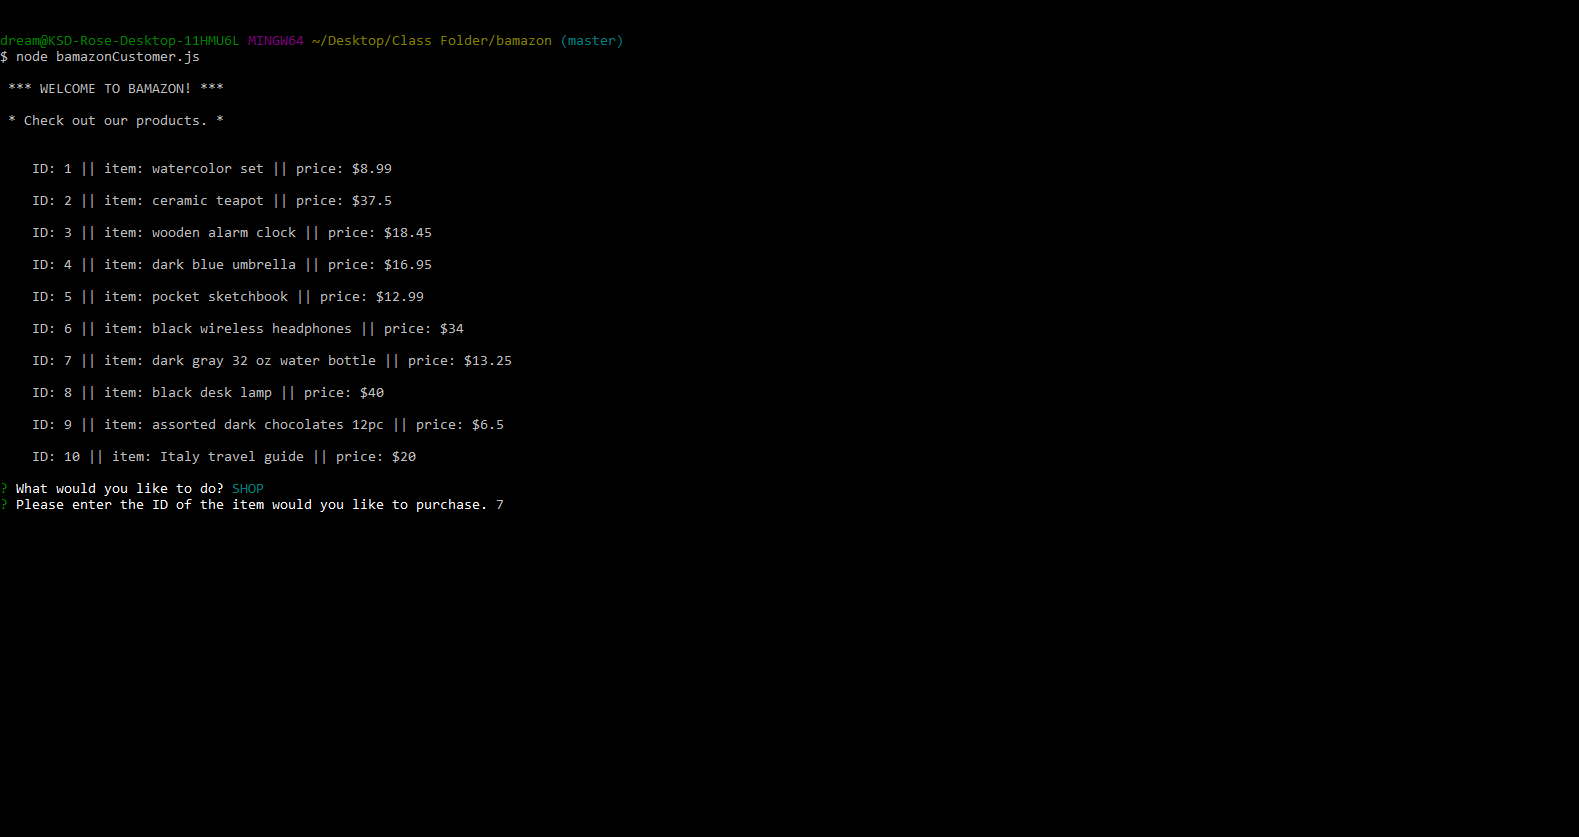 dream@KSD-Rose-Desktop-11HMU6L MINGW64 ~/Desktop/Class Folder/bamazon (master)
$ node bamazonCustomer.js
*** WELCOME TO BAMAZON! ***
* Check out our products. *
ID: 1 || item: watercolor set || price: $8.99
ID: 2 || item: ceramic teapot || price: $37.5
ID: 3 || item: wooden alarm clock || price: $18.45
ID: 4 || item: dark blue umbrella || price: $16.95
ID: 5 || item: pocket sketchbook || price: $12.99
ID: 6 || item: black wireless headphones || price: $34
ID: 7 || item: dark gray 32 oz water bottle || price: $13.25
ID: 8 || item: black desk lamp || price: $40
ID: 9 || item: assorted dark chocolates 12pc || price: $6.5
ID: 10 || item: Italy travel guide || price: $20
? What would you like to do? SHOP
? Please enter the ID of the item would you like to purchase. 7